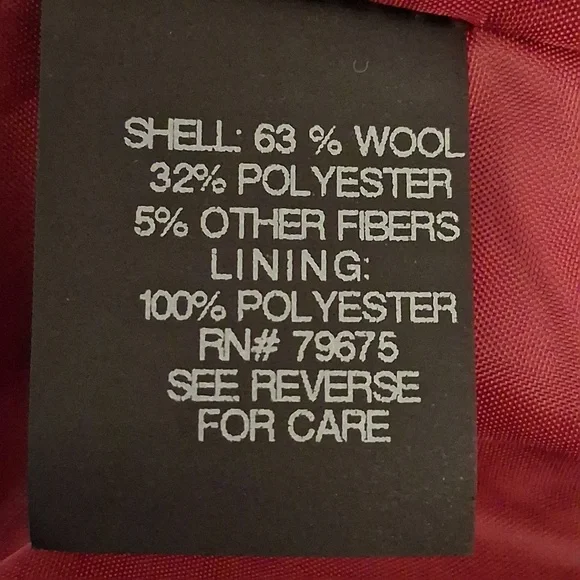 SHELL: 63 % WOOL
32% POLYESTER
5% OTHER FIBERS
LINING:
100% POLYESTER
RN# 79675
SEE REVERSE
FOR CARE